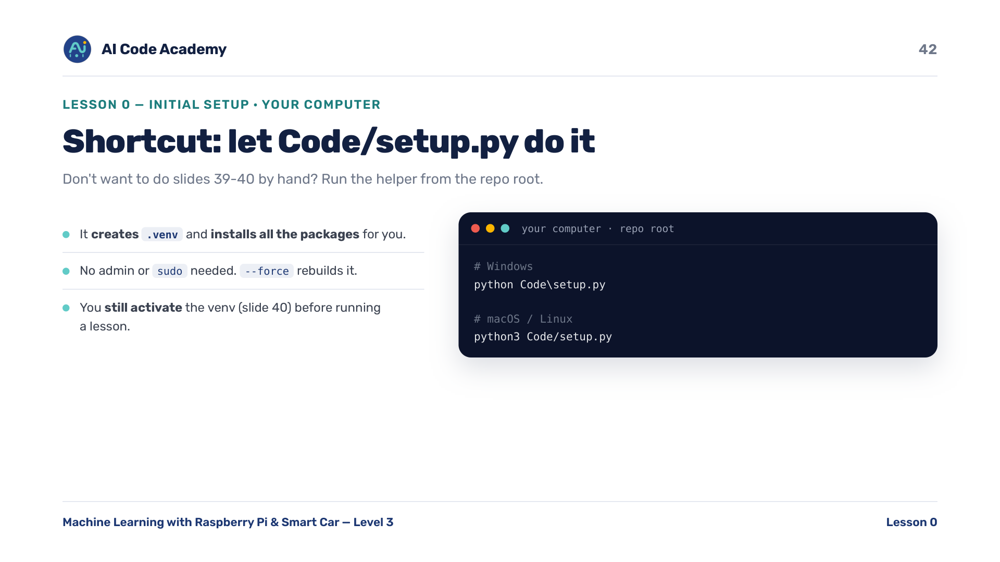 AI Code Academy
42
LESSON 0 — INITIAL SETUP · YOUR COMPUTER
Shortcut: let Code/setup.py do it
Don't want to do slides 39-40 by hand? Run the helper from the repo root.
It creates .venv and installs all the packages for you.
No admin or sudo needed. --force rebuilds it.
You still activate the venv (slide 40) before running
a lesson.
your computer · repo root
# Windows
python Code\setup.py
# macOS / Linux
python3 Code/setup.py
Machine Learning with Raspberry Pi & Smart Car — Level 3
Lesson 0